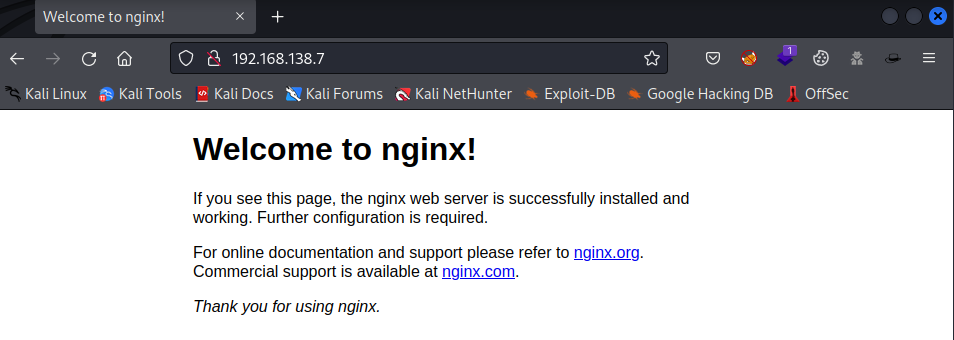 Welcome to nginx!
192.168.138.7
1
Kali Linux Kali Tools Kali Docs Kali Forums Kali NetHunter Exploit-DB Google Hacking DB OffSec
Welcome to nginx!
If you see this page, the nginx web server is successfully installed and
working. Further configuration is required.
For online documentation and support please refer to nginx.org.
Commercial support is available at nginx.com.
Thank you for using nginx.